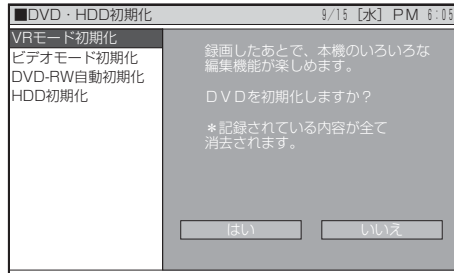 ■DVD・HDD初期化 9/15 [木] PM 6:05
VRモード初期化
ビデオモード初期化
DVD-RW自動初期化
HDD初期化
録画したあとで、本機のいろいろな
編集機能が楽しめます。
DVDを初期化しますか？
＊記録されている内容が全て
消去されます。
はい いいえ